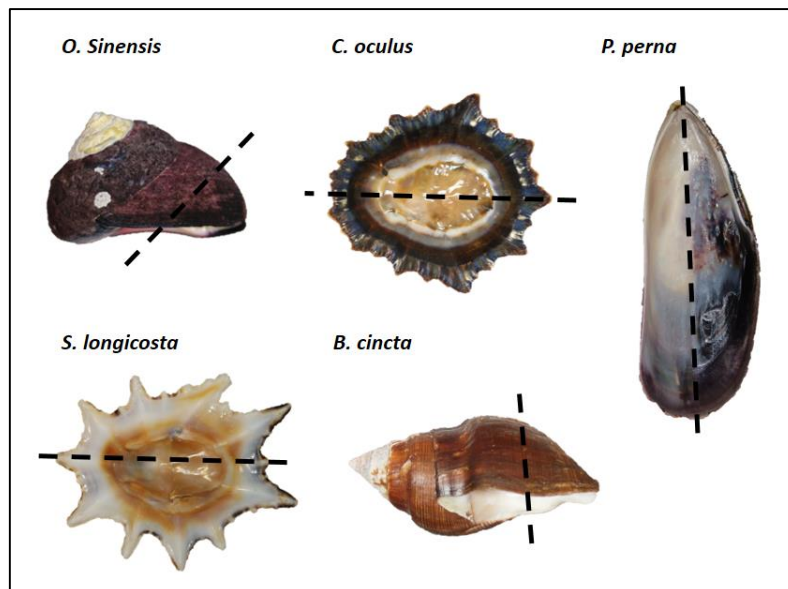 O. Sinensis
C. oculus
P. perna
S. longicosta
B. cincta